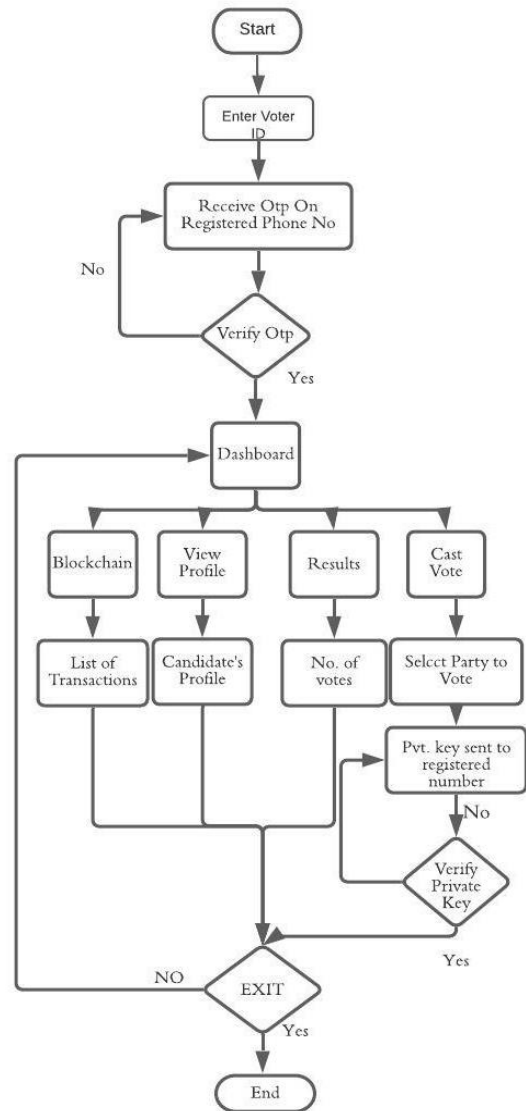 Start
Enter Voter
ID
Receive Otp On
Registered Phone No
No
Verify Otp
Yes
Dashboard
Blockchain
View
Profile
Results
Cast
Vote
List of
Transactions
Candidate's
Profile
No. of
votes
Selcct Party to
Vote
Pvt. key sent to
registered
number
No
Verify
Private
Key
Yes
NO
EXIT
Yes
End